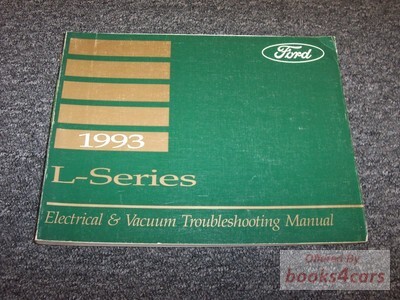 Ford
1993
L-Series
Electrical & Vacuum Troubleshooting Manual
Offered By
books4cars